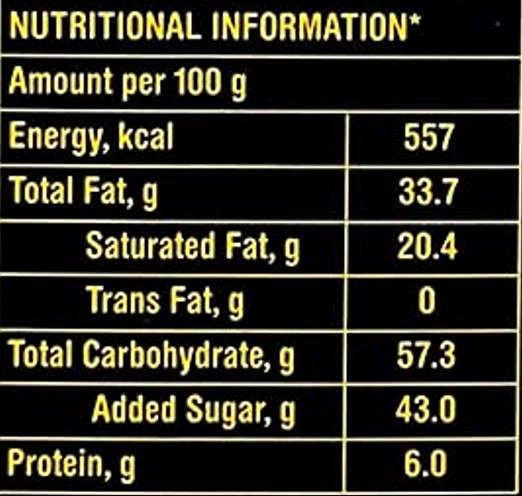 NUTRITIONAL INFORMATION*
Amount per 100 g
Energy, kcal 557
Total Fat, g 33.7
Saturated Fat, g 20.4
Trans Fat, g 0
Total Carbohydrate, g 57.3
Added Sugar, g 43.0
Protein, g 6.0